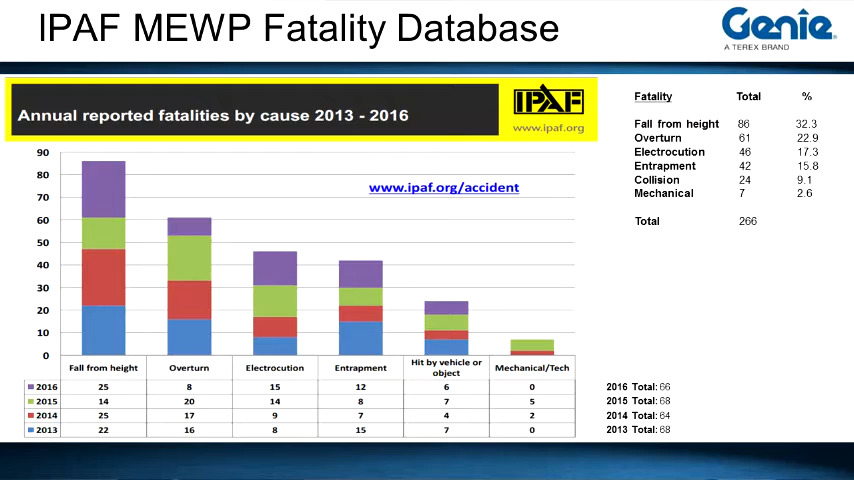 IPAF MEWP Fatality Database
Genie
A TEREX BRAND
Annual reported fatalities by cause 2013 - 2016
IPAF
www.ipaf.org
Fatality Total %
Fall from height 86 32.3
Overturn 61 22.9
Electrocution 46 17.3
Entrapment 42 15.8
Collision 24 9.1
Mechanical 7 2.6
Total 266
www.ipaf.org/accident
90
80
70
60
50
40
30
20
10
0
Fall from height Overturn Electrocution Entrapment Hit by vehicle or object Mechanical/Tech
2016 25 8 15 12 6 0
2015 14 20 14 8 7 5
2014 25 17 9 7 4 2
2013 22 16 8 15 7 0
2016 Total: 66
2015 Total: 68
2014 Total: 64
2013 Total: 68